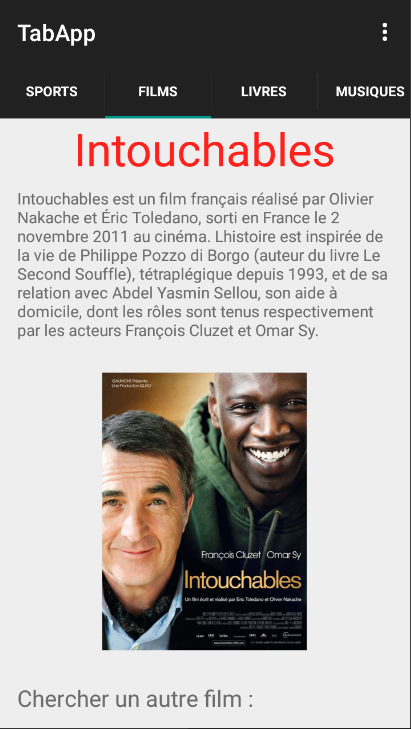 TabApp
SPORTS
FILMS
LIVRES
MUSIQUES
Intouchables
Intouchables est un film français réalisé par Olivier
Nakache et Éric Toledano, sorti en France le 2
novembre 2011 au cinéma. Lhistoire est inspirée de
la vie de Philippe Pozzo di Borgo (auteur du livre Le
Second Souffle), tétraplégique depuis 1993, et de sa
relation avec Abdel Yasmin Sellou, son aide à
domicile, dont les rôles sont tenus respectivement
par les acteurs François Cluzet et Omar Sy.
GAUMONT Présente
Une Production QUAD
François Cluzet Omar Sy
Intouchables
Un film écrit et réalisé par Eric Toledano et Olivier Nakache
Chercher un autre film :